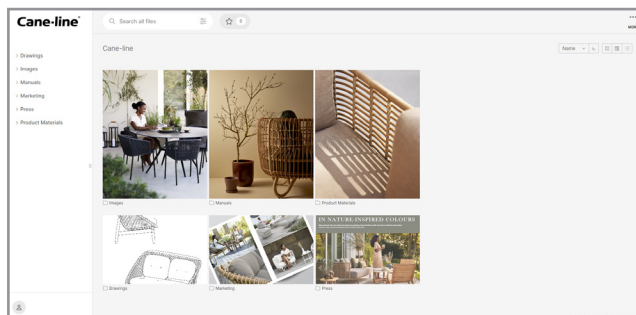 Cane-line
Search all files
0
Cane-line
Name
> Drawings
> Images
> Manuals
> Marketing
> Press
> Product Materials
Images
Manuals
Product Materials
IN NATURE-INSPIRED COLOURS
Drawings
Marketing
Press